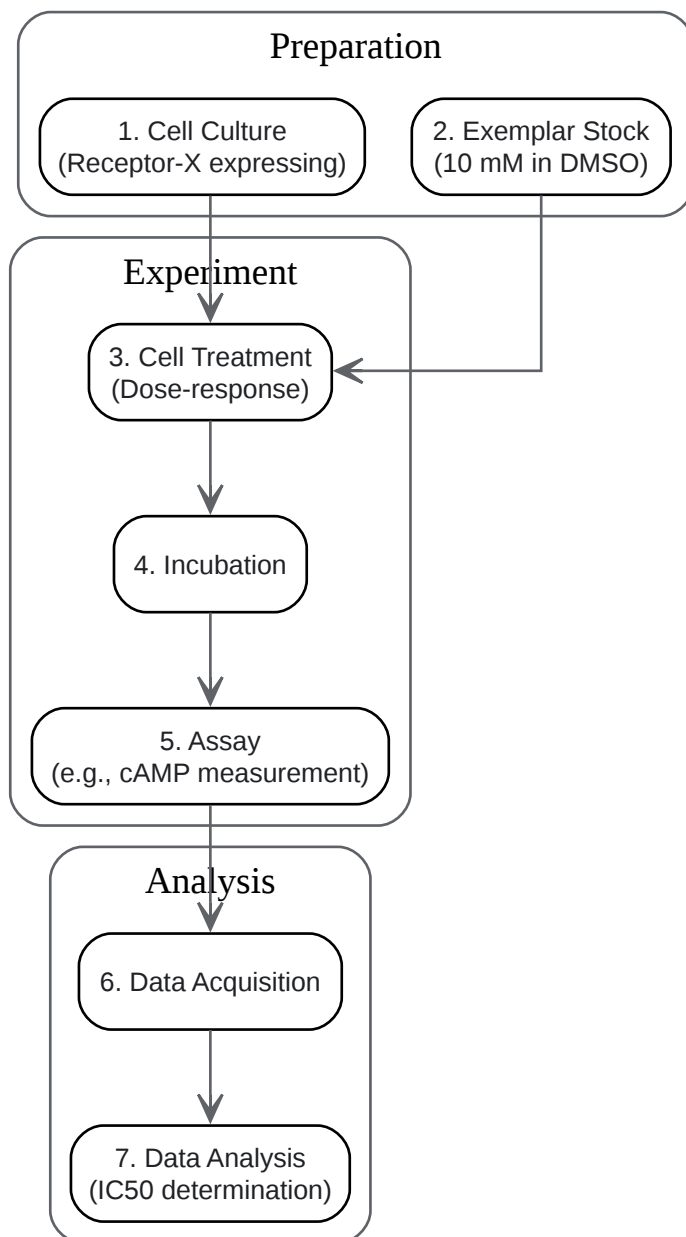 Preparation
1. Cell Culture
(Receptor-X expressing)
2. Exemplar Stock
(10 mM in DMSO)
Experiment
3. Cell Treatment
(Dose-response)
4. Incubation
5. Assay
(e.g., cAMP measurement)
Analysis
6. Data Acquisition
7. Data Analysis
(IC50 determination)